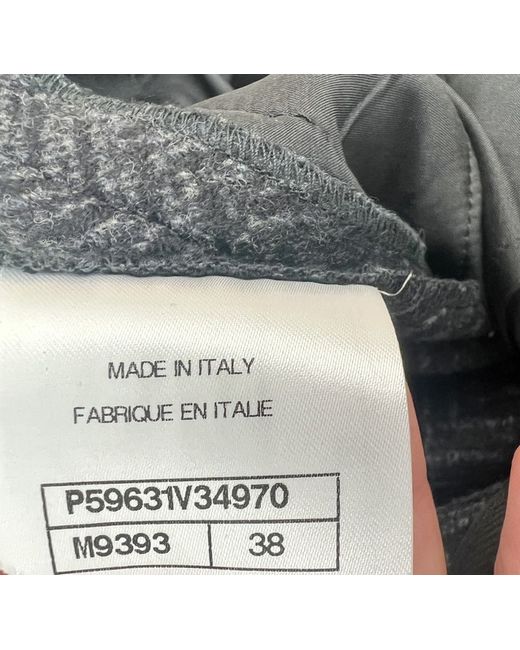 MADE IN ITALY
FABRIQUE EN ITALIE
P59631V34970
M9393 38